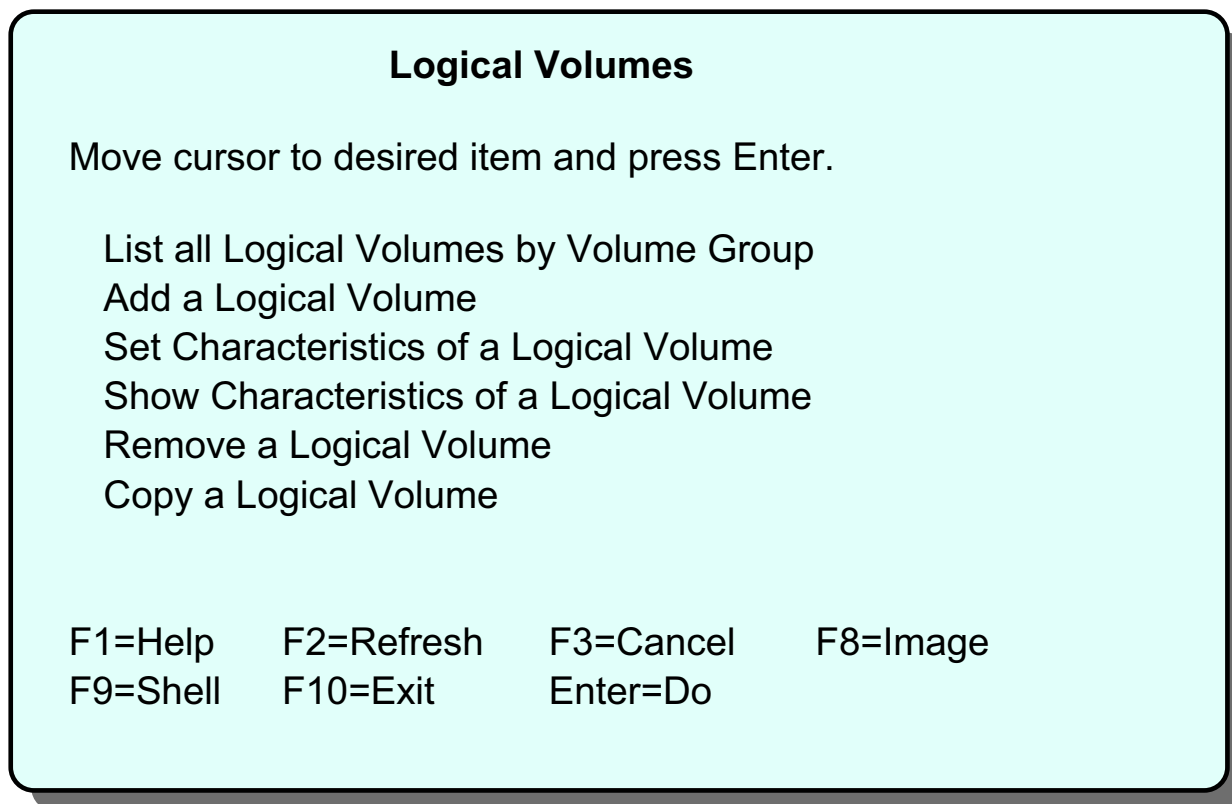 Logical Volumes
Move cursor to desired item and press Enter.
List all Logical Volumes by Volume Group
Add a Logical Volume
Set Characteristics of a Logical Volume
Show Characteristics of a Logical Volume
Remove a Logical Volume
Copy a Logical Volume
F1=Help F2=Refresh F3=Cancel F8=Image
F9=Shell F10=Exit Enter=Do